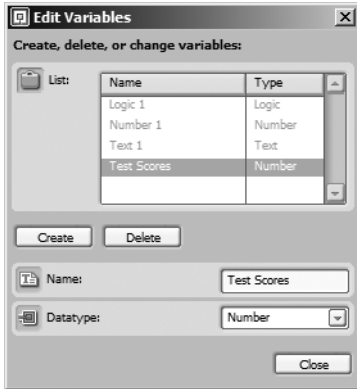 Edit Variables
Create, delete, or change variables:
List:
Name Type
Logic 1 Logic
Number 1 Number
Text 1 Text
Test Scores Number
Create Delete
Name: Test Scores
Datatype: Number
Close